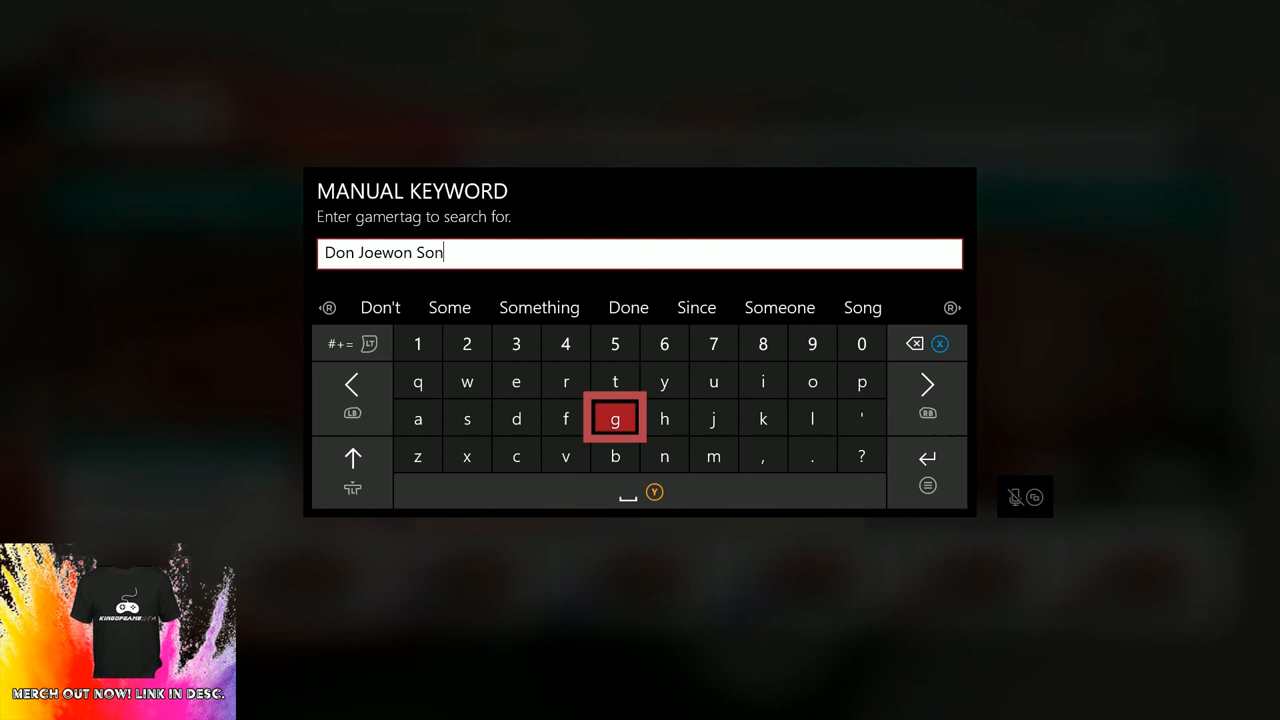 MANUAL KEYWORD
Enter gamertag to search for.
Don Joewon Son
R Don't Some Something Done Since Someone Song R
#+= LT 1 2 3 4 5 6 7 8 9 0 X
LB q w e r t y u i o p RB
a s d f g h j k l '
z x c v b n m , . ?
LT Y
MERCH OUT NOW! LINK IN DESC.